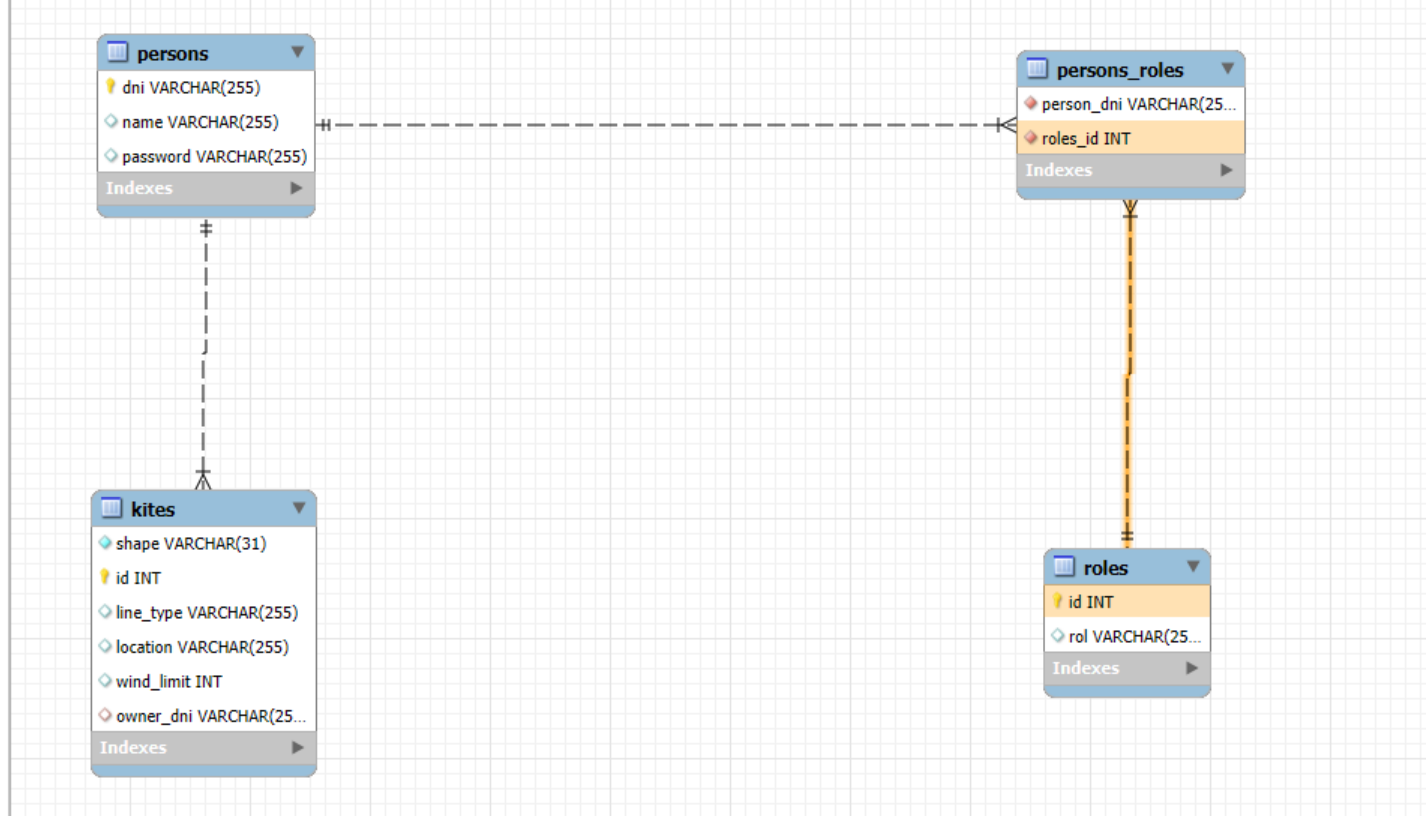 persons
dni VARCHAR(255)
name VARCHAR(255)
password VARCHAR(255)
Indexes
persons_roles
person_dni VARCHAR(25...
roles_id INT
Indexes
kites
shape VARCHAR(31)
id INT
line_type VARCHAR(255)
location VARCHAR(255)
wind_limit INT
owner_dni VARCHAR(25...
Indexes
roles
id INT
rol VARCHAR(25...
Indexes